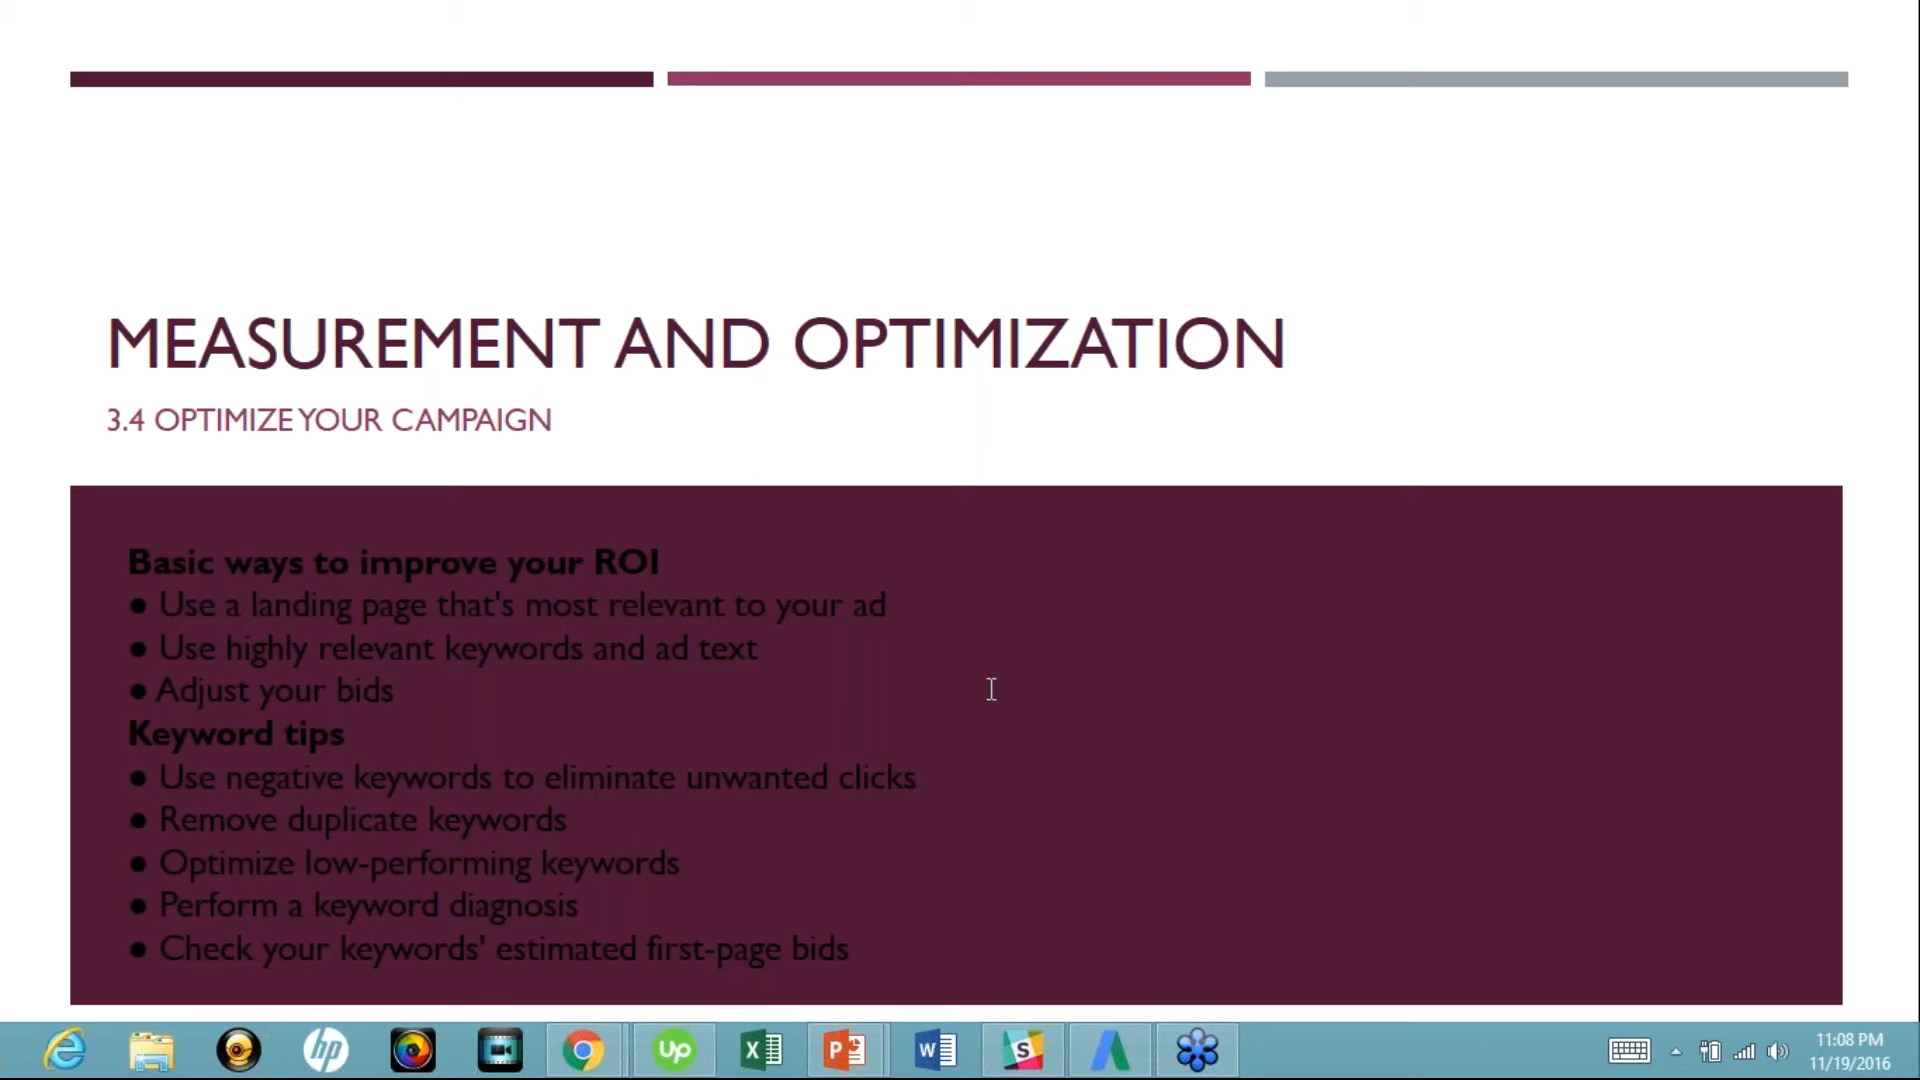 MEASUREMENT AND OPTIMIZATION
3.4 OPTIMIZE YOUR CAMPAIGN
Basic ways to improve your ROI
● Use a landing page that's most relevant to your ad
● Use highly relevant keywords and ad text
● Adjust your bids
Keyword tips
● Use negative keywords to eliminate unwanted clicks
● Remove duplicate keywords
● Optimize low-performing keywords
● Perform a keyword diagnosis
● Check your keywords' estimated first-page bids
hp
Up
X
P
W
S
11:08 PM
11/19/2016